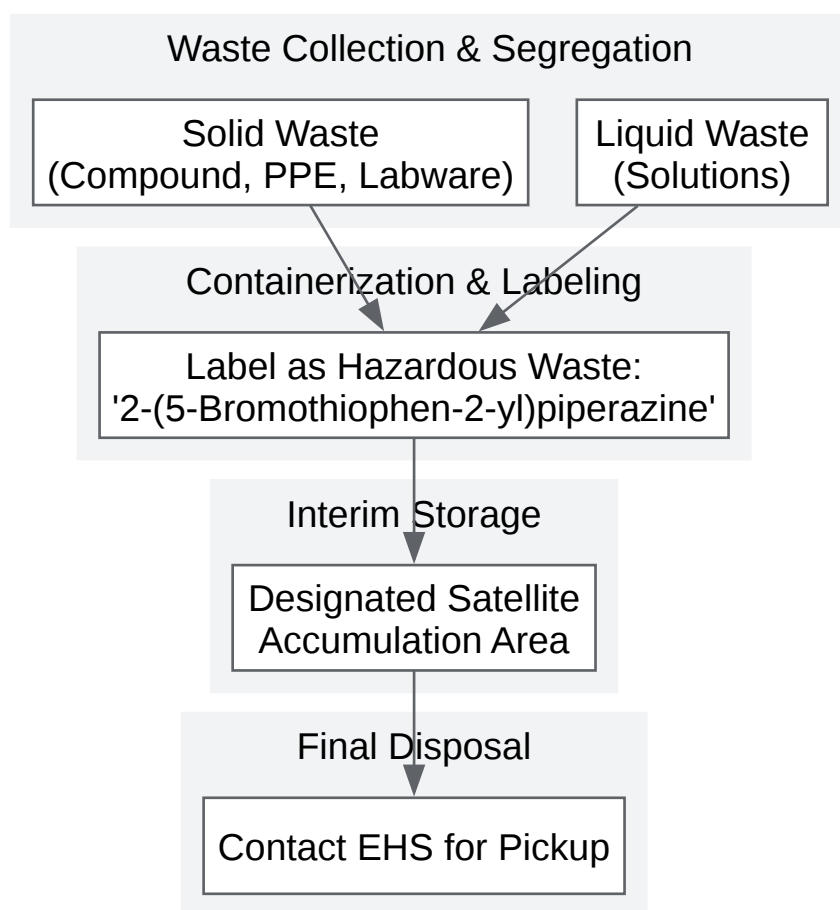 Waste Collection & Segregation
Solid Waste
(Compound, PPE, Labware)
Liquid Waste
(Solutions)
Containerization & Labeling
Label as Hazardous Waste:
'2-(5-Bromothiophen-2-yl)piperazine'
Interim Storage
Designated Satellite
Accumulation Area
Final Disposal
Contact EHS for Pickup